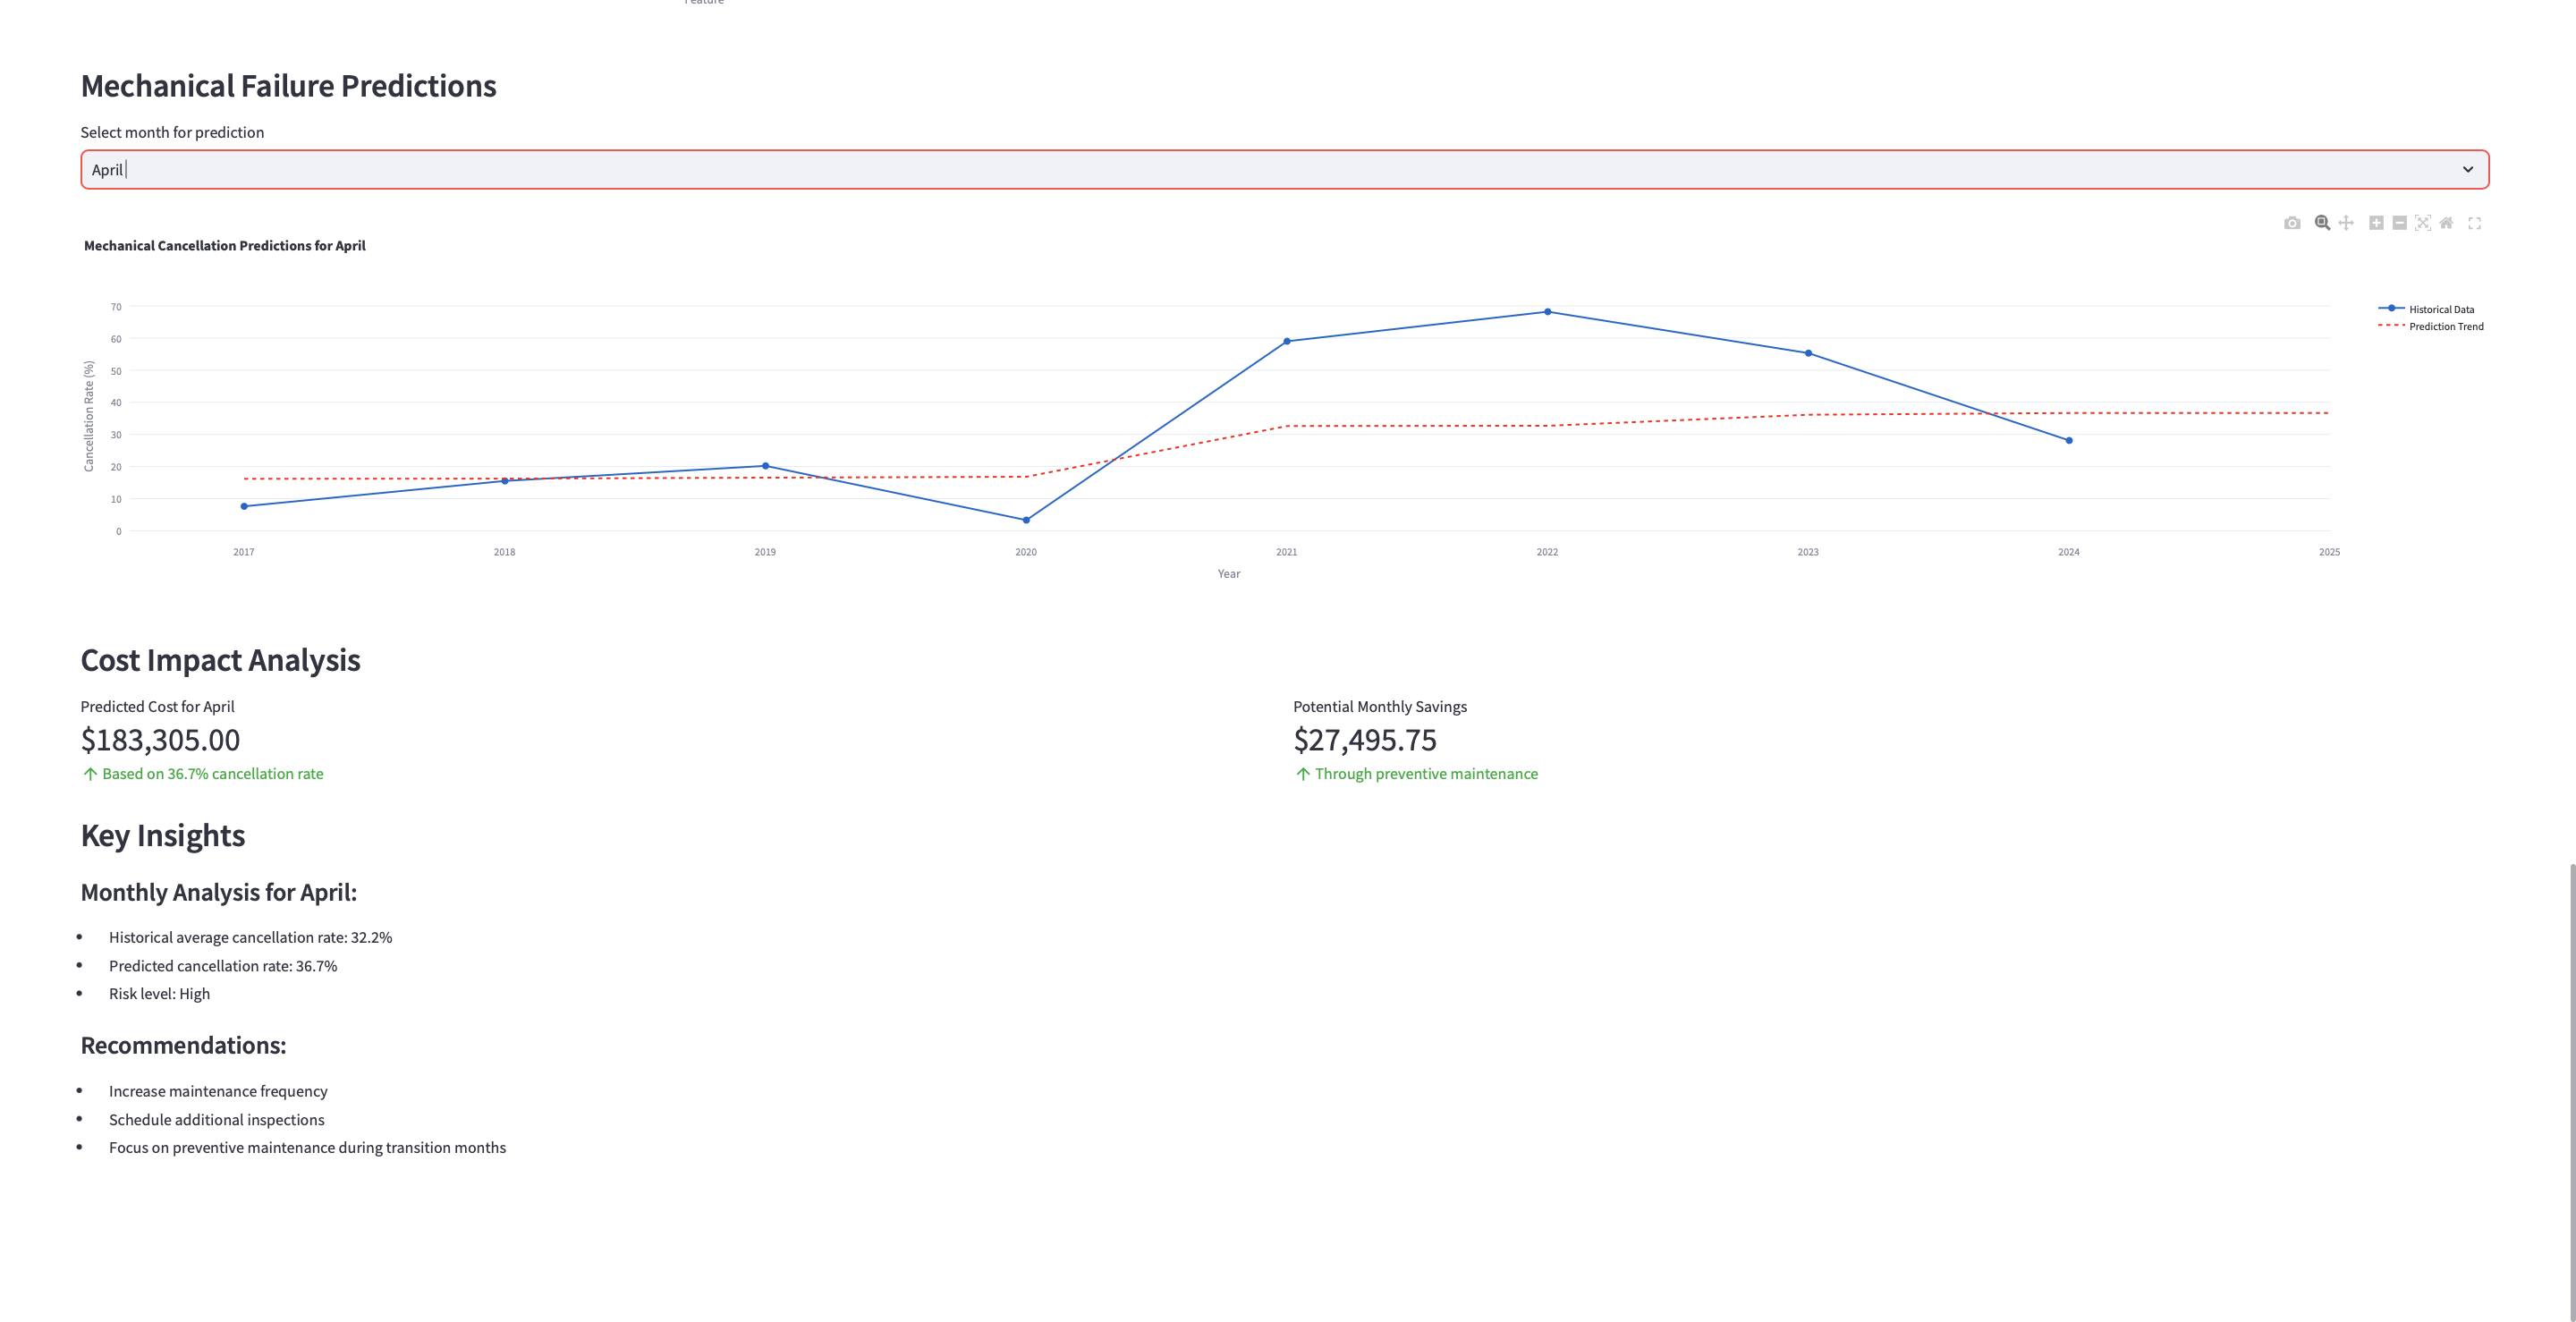 Feature
Mechanical Failure Predictions
Select month for prediction
April
Mechanical Cancellation Predictions for April
70
60
50
40
30
20
10
0
Cancellation Rate (%)
2017 2018 2019 2020 2021 2022 2023 2024 2025
Year
Historical Data
Prediction Trend
Cost Impact Analysis
Predicted Cost for April
$183,305.00
Based on 36.7% cancellation rate
Potential Monthly Savings
$27,495.75
Through preventive maintenance
Key Insights
Monthly Analysis for April:
• Historical average cancellation rate: 32.2%
• Predicted cancellation rate: 36.7%
• Risk level: High
Recommendations:
• Increase maintenance frequency
• Schedule additional inspections
• Focus on preventive maintenance during transition months